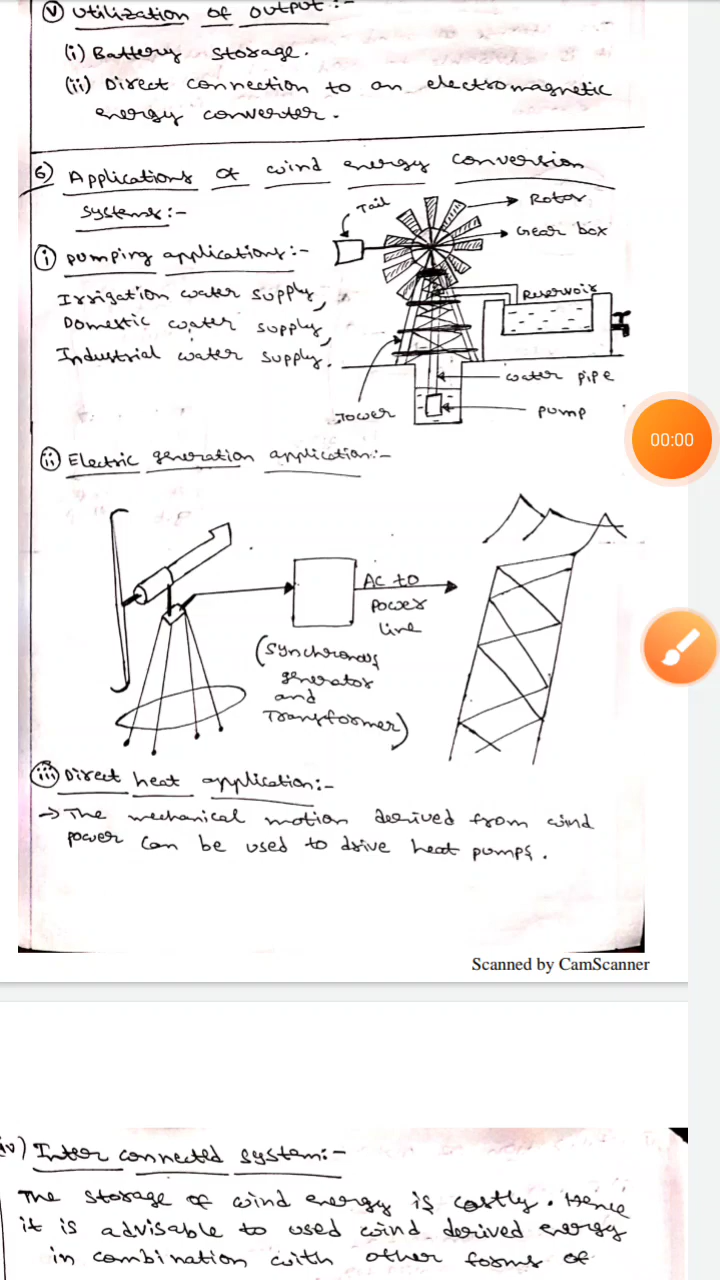 (v) Utilization of output :-
(i) Battery storage.
(ii) Direct connection to an electromagnetic
energy converter.
6) Applications of wind energy conversion
systems:-
(i) pumping applications:-
Irrigation water supply,
Domestic water supply,
Industrial water supply.
Tail
Rotor
Gear box
Reservoir
water pipe
Tower
pump
00:00
(ii) Electric generation application:-
AC to
power
line
(Synchronous
generator
and
Transformer)
(iii) Direct heat application:-
→ The mechanical motion derived from wind
power can be used to drive heat pumps.
Scanned by CamScanner
iv) Inter connected system:-
The storage of wind energy is costly. Hence
it is advisable to used wind derived energy
in combination with other forms of